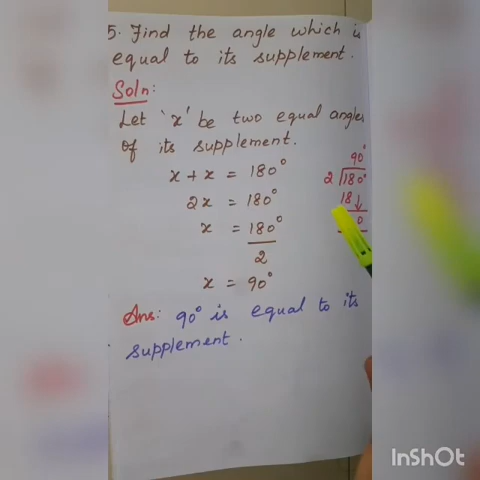 5. Find the angle which is
equal to its supplement.
Soln:
Let 'x' be two equal angles
of its supplement.
x + x = 180°
2x = 180°
x = 180°
2
x = 90°
90°
2 180°
18↓
0
Ans: 90° is equal to its
supplement.
InShOt